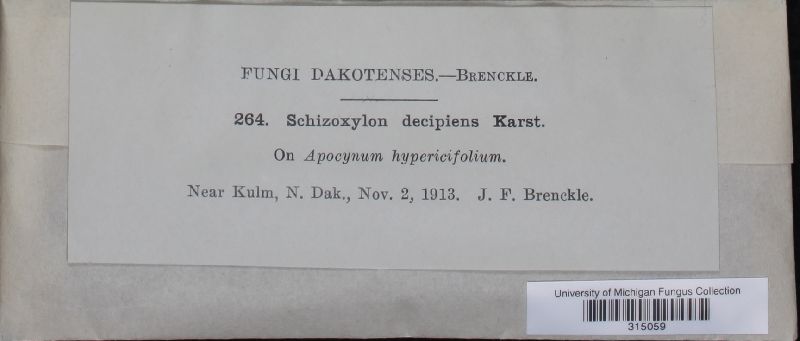 FUNGI DAKOTENSES.—BRENCKLE.
264. Schizoxylon decipiens Karst.
On Apocynum hypericifolium.
Near Kulm, N. Dak., Nov. 2, 1913. J. F. Brenckle.
University of Michigan Fungus Collection
315059